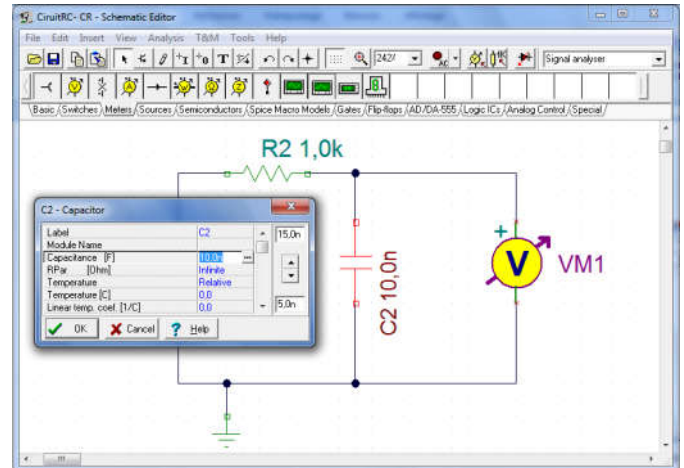 CiruitRC- CR - Schematic Editor
File Edit Insert View Analysis T&M Tools Help
242/
Signal analyser
Basic Switches Meters Sources Semiconductors Spice Macro Models Gates Flip-flops AD/DA-555 Logic ICs Analog Control Special
R2 1,0k
C2 - Capacitor
Label C2 15,0n
Module Name
Capacitance [F] 10,0n
RPar [Ohm] Infinite
Temperature Relative
Temperature [C] 0,0
Linear temp. coef. [1/C] 0,0 5,0n
OK Cancel ? Help
C2 10,0n
+
V VM1